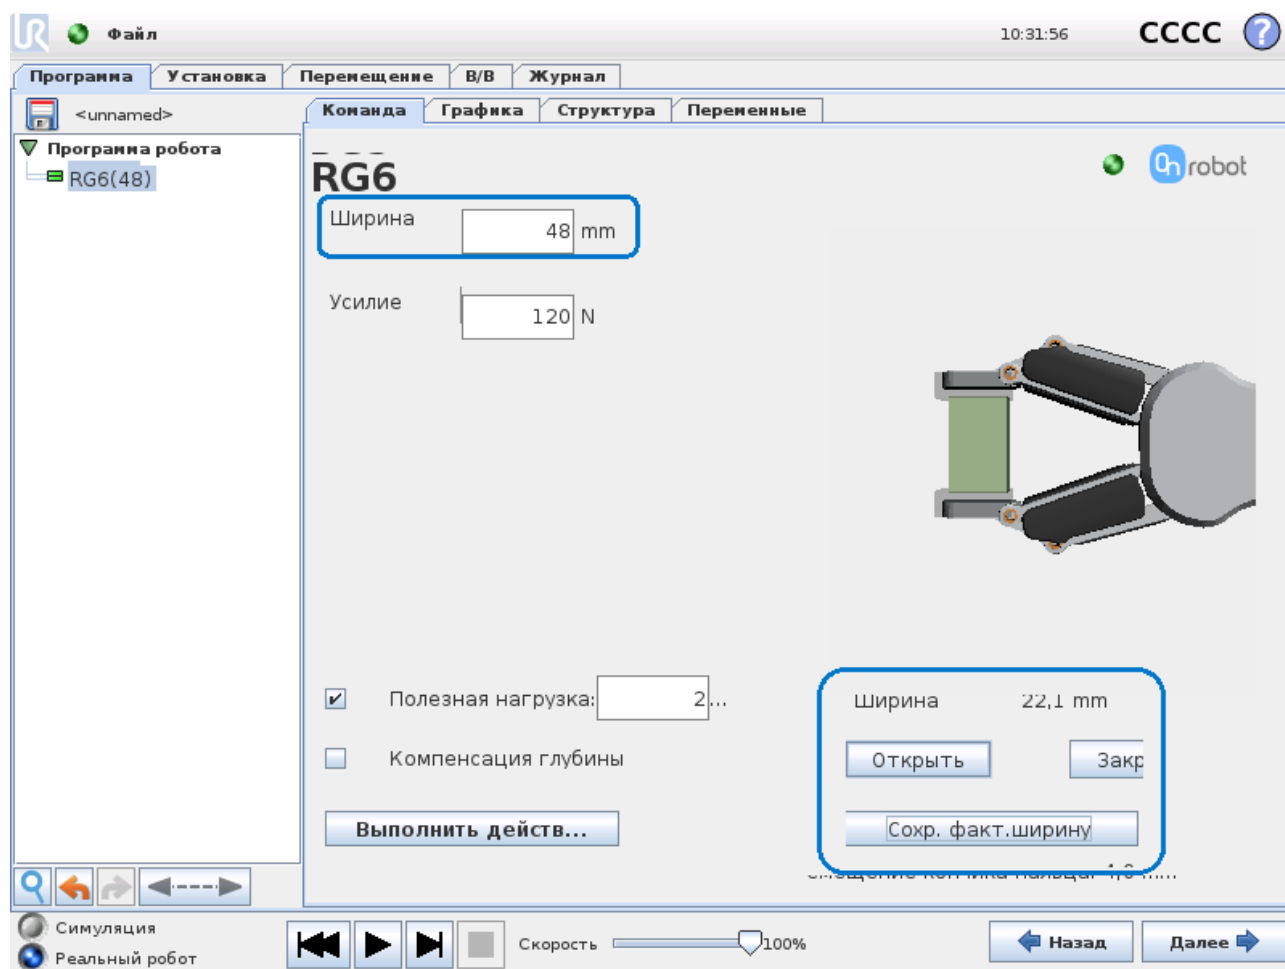 Файл
10:31:56
CCCC
?
Программа
Установка
Перемещение
В/В
Журнал
<unnamed>
Команда
Графика
Структура
Переменные
Программа робота
RG6(48)
RG6
On robot
Ширина
48 mm
Усилие
120 N
Полезная нагрузка: 2...
Ширина 22,1 mm
Компенсация глубины
Открыть
Закр
Выполнить действ...
Сохр. факт.ширину
Симуляция
Реальный робот
Скорость
100%
Назад
Далее